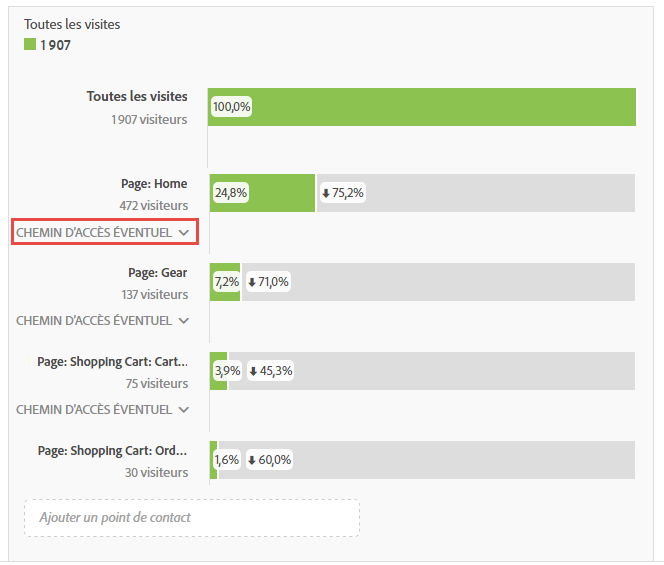 Toutes les visites
1 907
Toutes les visites
1 907 visiteurs
100,0%
Page: Home
472 visiteurs
24,8%
75,2%
CHEMIN D'ACCÈS ÉVENTUEL
Page: Gear
137 visiteurs
7,2%
71,0%
CHEMIN D'ACCÈS ÉVENTUEL
Page: Shopping Cart: Cart...
75 visiteurs
3,9%
45,3%
CHEMIN D'ACCÈS ÉVENTUEL
Page: Shopping Cart: Ord...
30 visiteurs
1,6%
60,0%
Ajouter un point de contact